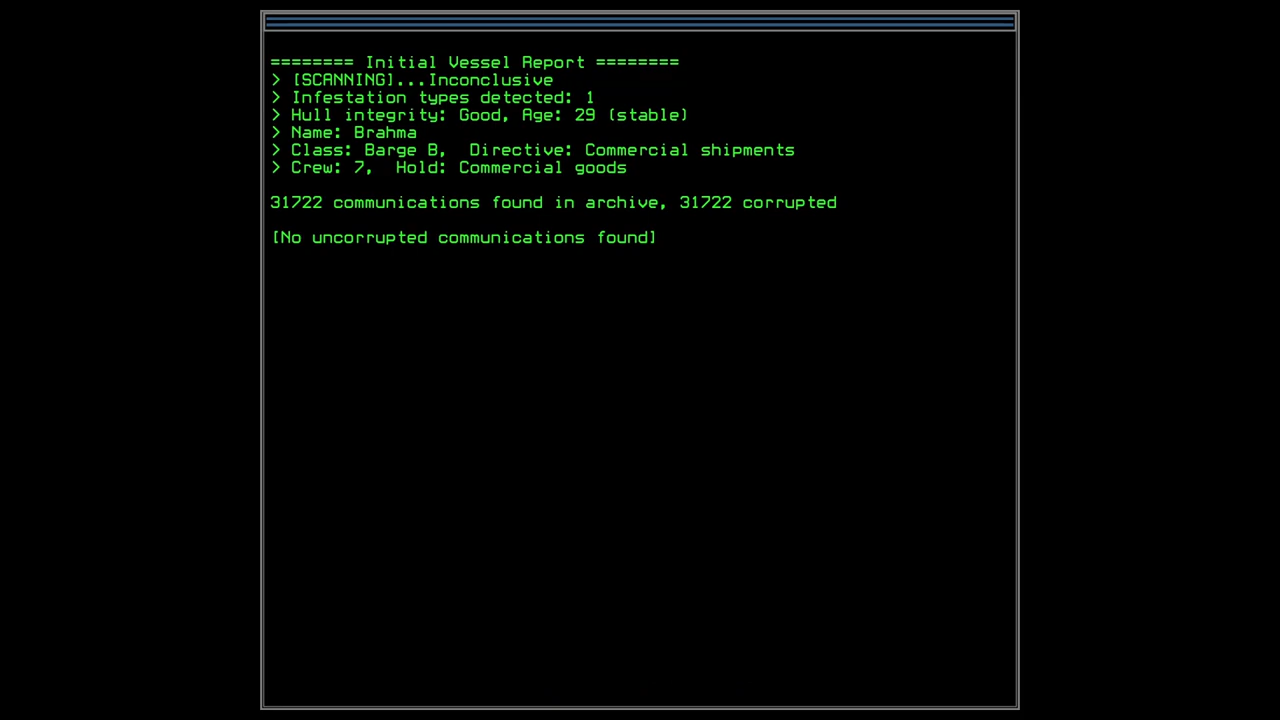 ======== Initial Vessel Report ========
> [SCANNING]...Inconclusive
> Infestation types detected: 1
> Hull integrity: Good, Age: 29 (stable)
> Name: Brahma
> Class: Barge B,  Directive: Commercial shipments
> Crew: 7,  Hold: Commercial goods
31722 communications found in archive, 31722 corrupted
[No uncorrupted communications found]